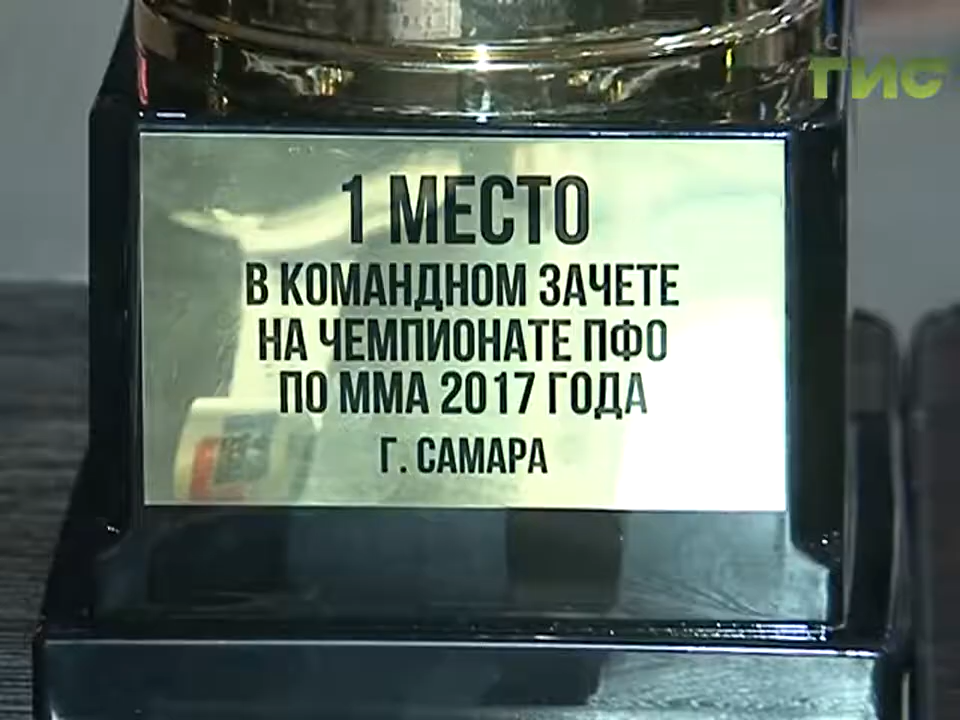 ГИС
1 МЕСТО
В КОМАНДНОМ ЗАЧЕТЕ
НА ЧЕМПИОНАТЕ ПФО
ПО ММА 2017 ГОДА
Г. САМАРА